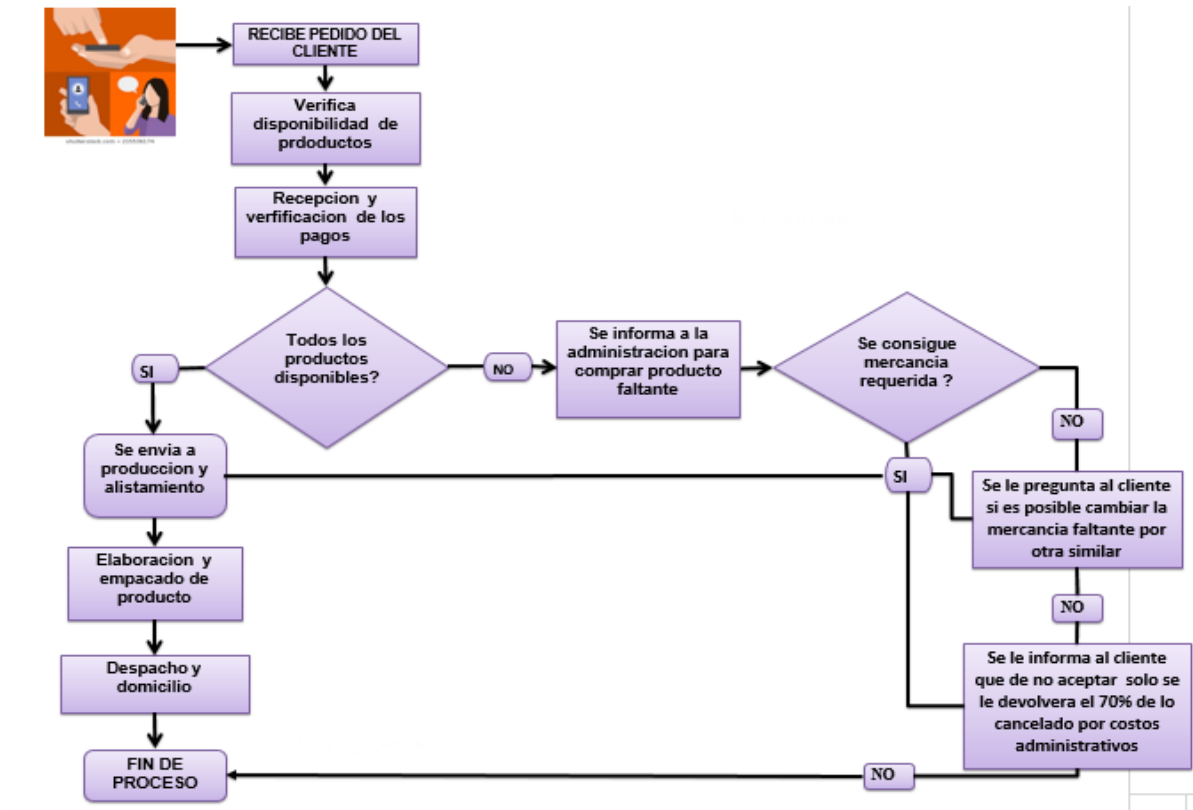 RECIBE PEDIDO DEL
CLIENTE
Verifica
disponibilidad de
prdoductos
Recepcion y
verfificacion de los
pagos
Todos los
productos
disponibles?
SI
NO
Se informa a la
administracion para
comprar producto
faltante
Se consigue
mercancia
requerida ?
NO
SI
Se envia a
produccion y
alistamiento
Se le pregunta al cliente
si es posible cambiar la
mercancia faltante por
otra similar
Elaboracion y
empacado de
producto
NO
Despacho y
domicilio
Se le informa al cliente
que de no aceptar solo se
le devolvera el 70% de lo
cancelado por costos
administrativos
FIN DE
PROCESO
NO